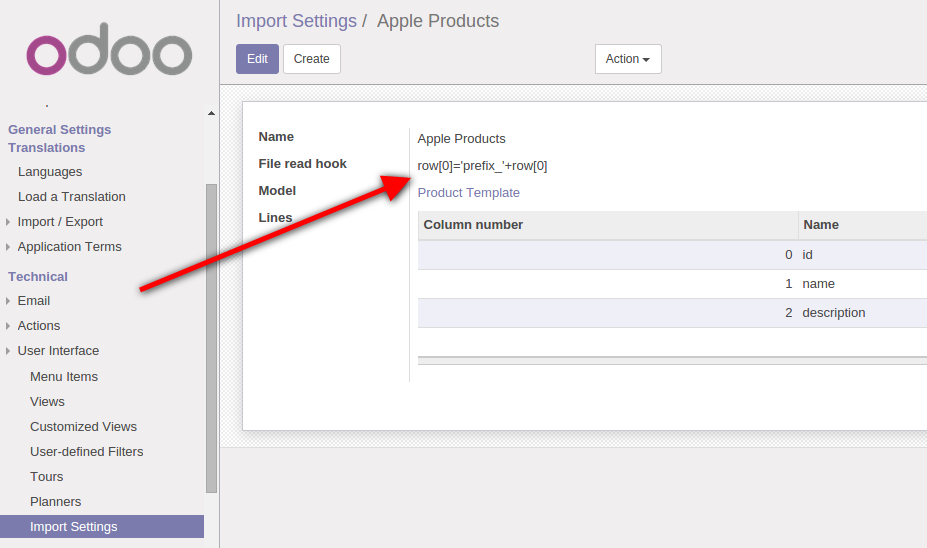 odoo
General Settings
Translations
Languages
Load a Translation
Import / Export
Application Terms
Technical
Email
Actions
User Interface
Menu Items
Views
Customized Views
User-defined Filters
Tours
Planners
Import Settings
Import Settings / Apple Products
Edit Create Action
Name Apple Products
File read hook row[0]='prefix_'+row[0]
Model Product Template
Lines
Column number Name
0 id
1 name
2 description